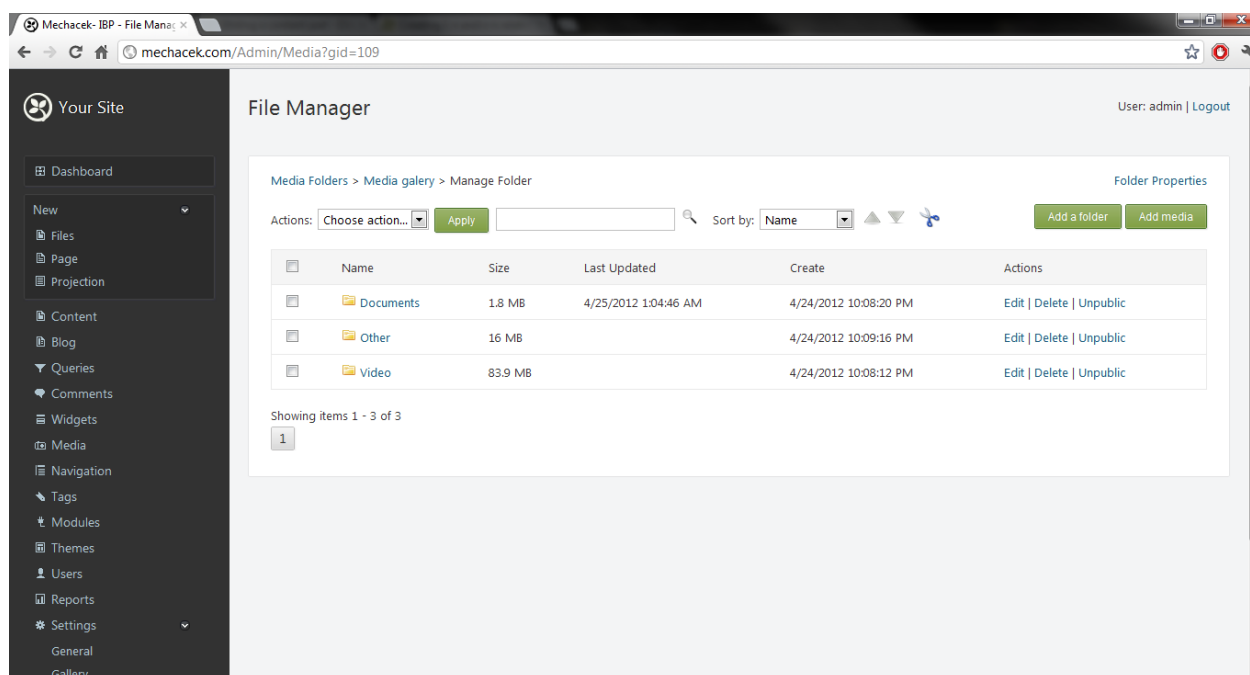 Mechacek- IBP - File Manag
mechacek.com/Admin/Media?gid=109
Your Site
File Manager
User: admin | Logout
Dashboard
New
Files
Page
Projection
Content
Blog
Queries
Comments
Widgets
Media
Navigation
Tags
Modules
Themes
Users
Reports
Settings
General
Gallery
Media Folders > Media galery > Manage Folder
Folder Properties
Actions: Choose action... Apply Sort by: Name Add a folder Add media
Name Size Last Updated Create Actions
Documents 1.8 MB 4/25/2012 1:04:46 AM 4/24/2012 10:08:20 PM Edit | Delete | Unpublic
Other 16 MB 4/24/2012 10:09:16 PM Edit | Delete | Unpublic
Video 83.9 MB 4/24/2012 10:08:12 PM Edit | Delete | Unpublic
Showing items 1 - 3 of 3
1